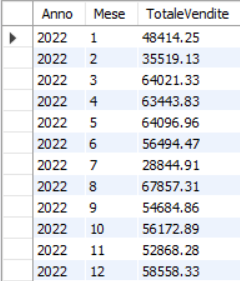 Anno Mese TotaleVendite
2022 1 48414.25
2022 2 35519.13
2022 3 64021.33
2022 4 63443.83
2022 5 64096.96
2022 6 56494.47
2022 7 28844.91
2022 8 67857.31
2022 9 54684.86
2022 10 56172.89
2022 11 52868.28
2022 12 58558.33